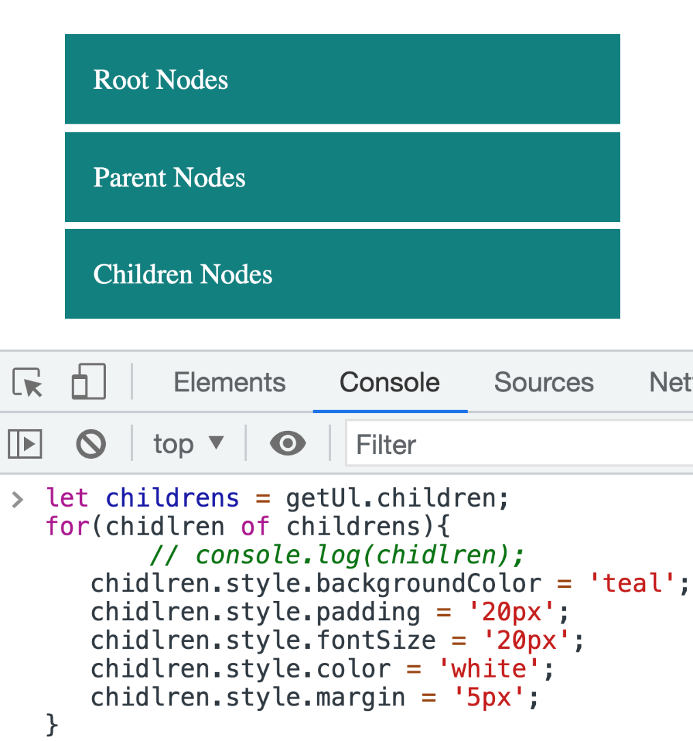 Root Nodes
Parent Nodes
Children Nodes
Elements Console Sources Net
top ▼ Filter
> let childrens = getUl.children;
for(chidlren of childrens){
// console.log(chidlren);
chidlren.style.backgroundColor = 'teal';
chidlren.style.padding = '20px';
chidlren.style.fontSize = '20px';
chidlren.style.color = 'white';
chidlren.style.margin = '5px';
}